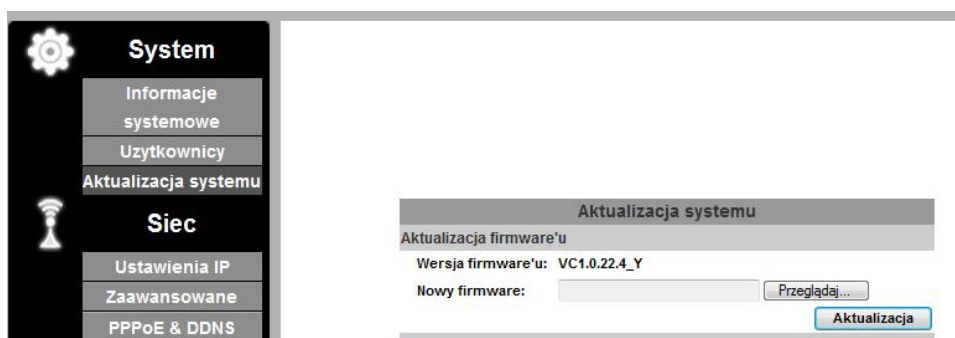 System
Informacje
systemowe
Uzytkownicy
Aktualizacja systemu
Siec
Ustawienia IP
Zaawansowane
PPPoE & DDNS
Aktualizacja systemu
Aktualizacja firmware'u
Wersja firmware'u: VC1.0.22.4_Y
Nowy firmware: Przeglądaj...
Aktualizacja